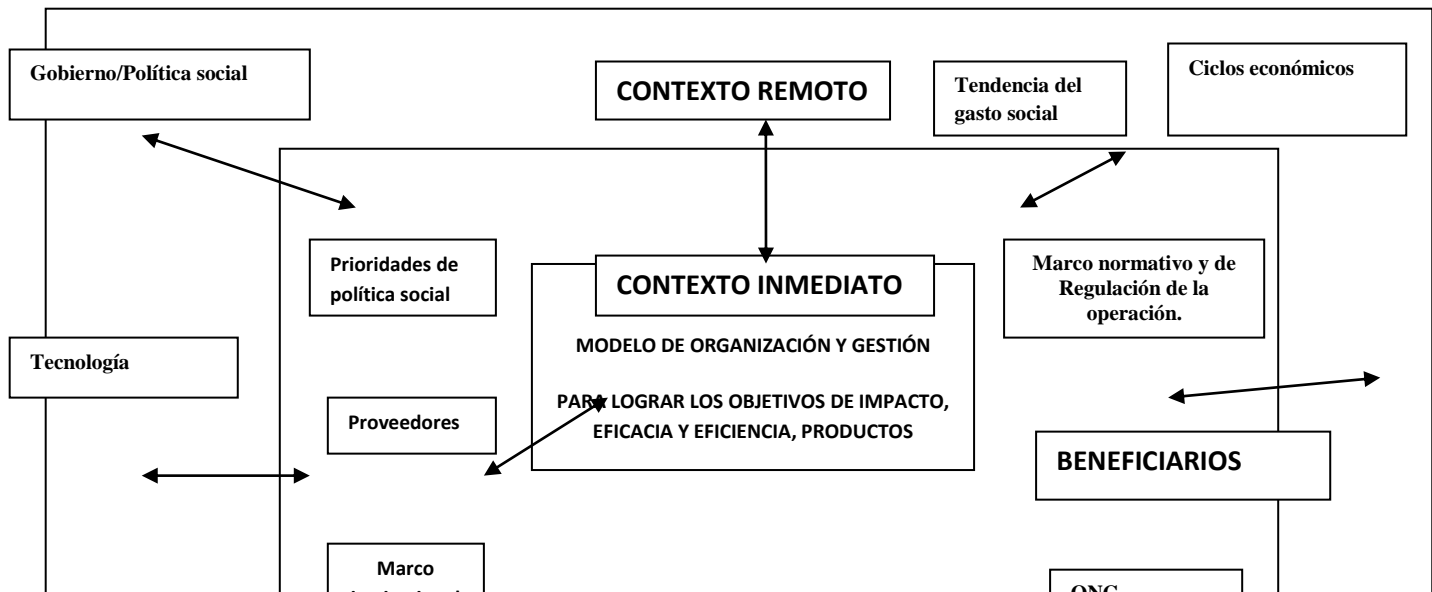 Gobierno/Política social
CONTEXTO REMOTO
Tendencia del
gasto social
Ciclos económicos
Prioridades de
política social
CONTEXTO INMEDIATO
Marco normativo y de
Regulación de la
operación.
MODELO DE ORGANIZACIÓN Y GESTIÓN
PARA LOGRAR LOS OBJETIVOS DE IMPACTO,
EFICACIA Y EFICIENCIA, PRODUCTOS
Tecnología
Proveedores
BENEFICIARIOS
Marco
ONG